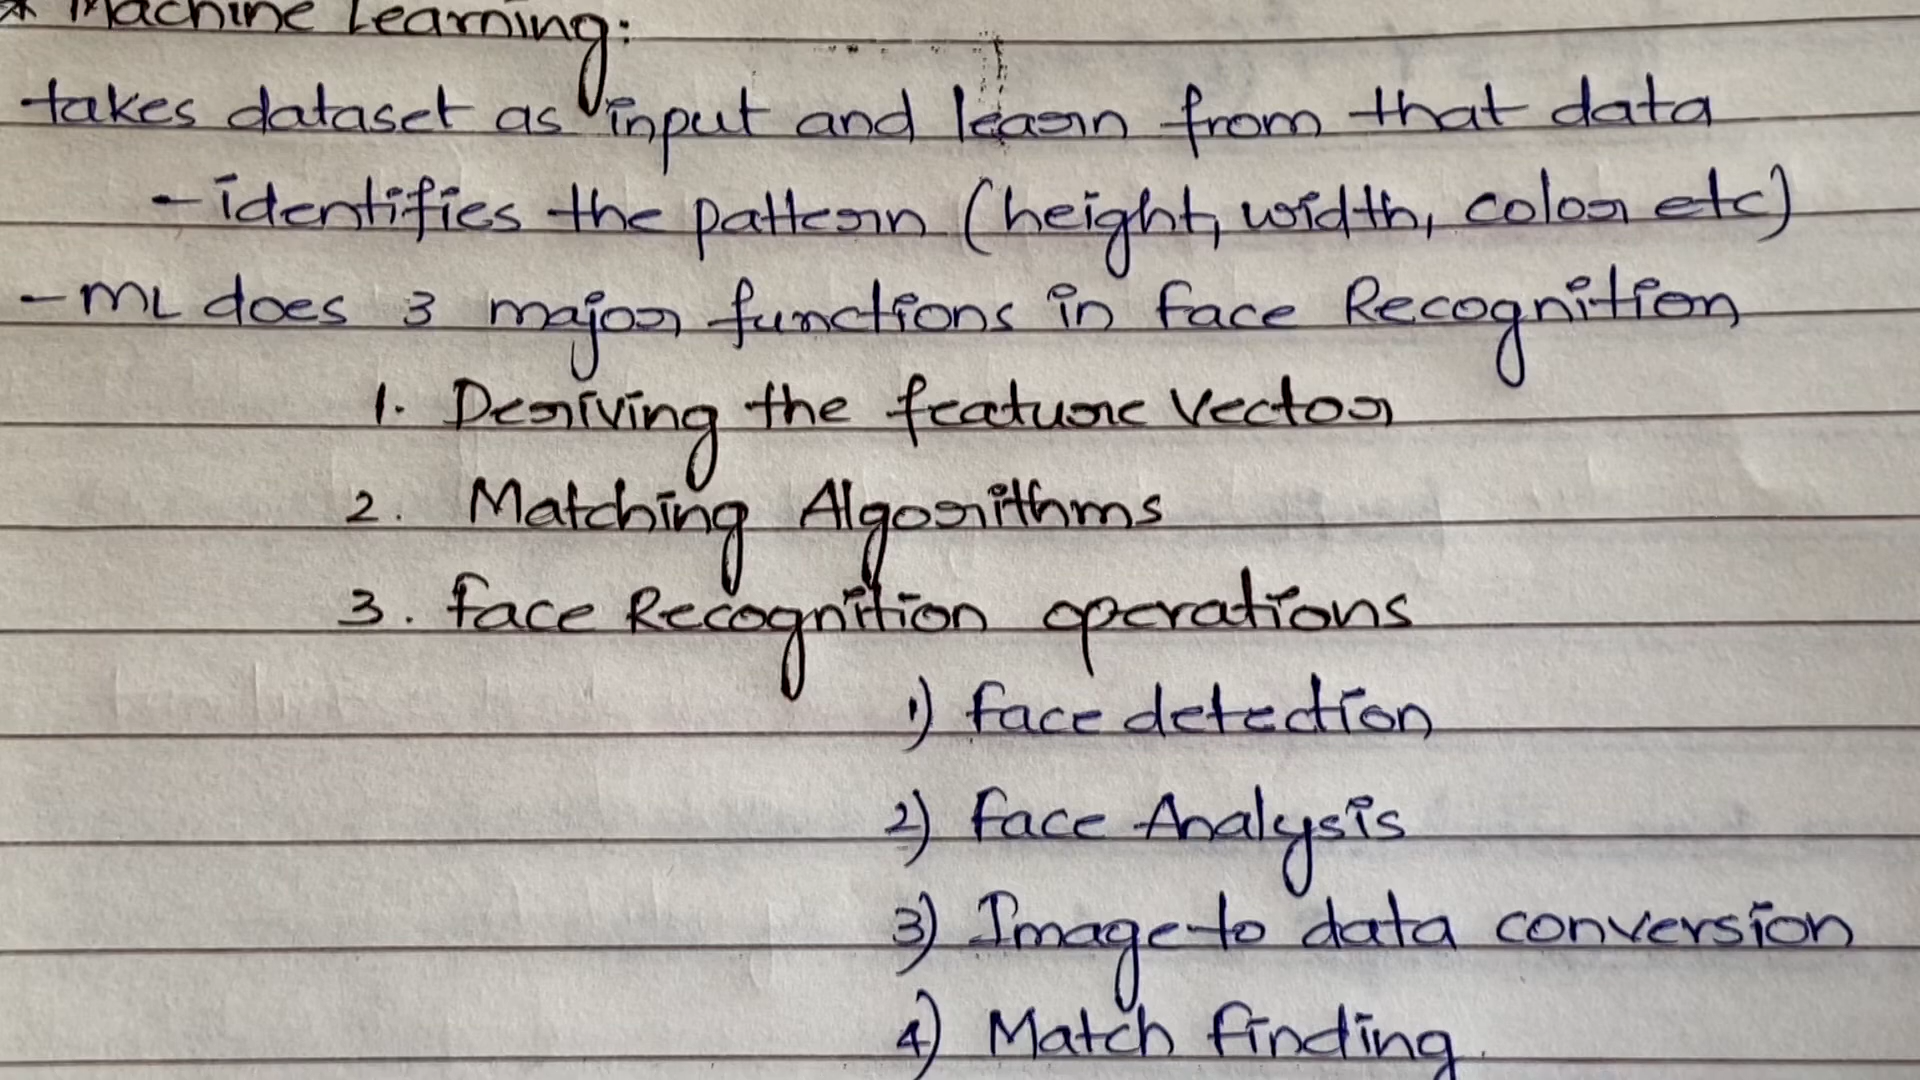 * Machine Learning:
takes dataset as input and learn from that data
- identifies the pattern (height, width, color etc)
- ML does 3 major functions in face Recognition
1. Deriving the feature Vector
2. Matching Algorithms
3. face Recognition operations
1) face detection
2) face Analysis
3) Image to data conversion
4) Match finding.